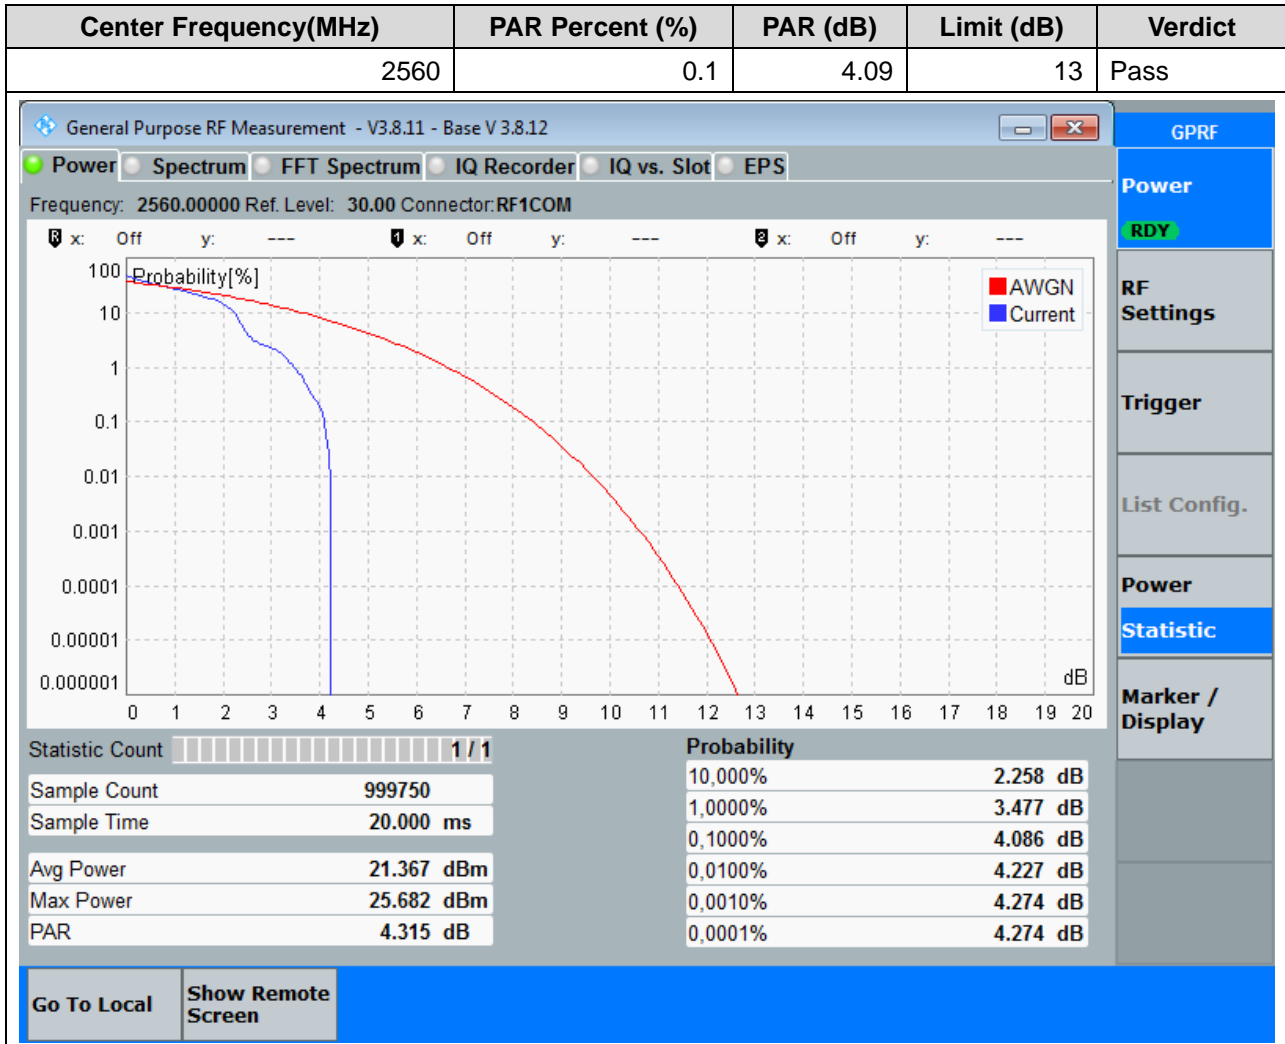 Center Frequency(MHz) PAR Percent (%) PAR (dB) Limit (dB) Verdict
2560 0.1 4.09 13 Pass
General Purpose RF Measurement - V3.8.11 - Base V 3.8.12
GPRF
Power Spectrum FFT Spectrum IQ Recorder IQ vs. Slot EPS
Frequency: 2560.00000 Ref. Level: 30.00 Connector:RF1COM
R x: Off y: --- 1 x: Off y: --- 2 x: Off y: ---
Probability[%]
AWGN
Current
100
10
1
0.1
0.01
0.001
0.0001
0.00001
0.000001
dB
0 1 2 3 4 5 6 7 8 9 10 11 12 13 14 15 16 17 18 19 20
Statistic Count 1 / 1
Sample Count 999750
Sample Time 20.000 ms
Avg Power 21.367 dBm
Max Power 25.682 dBm
PAR 4.315 dB
Probability
10,000% 2.258 dB
1,0000% 3.477 dB
0,1000% 4.086 dB
0,0100% 4.227 dB
0,0010% 4.274 dB
0,0001% 4.274 dB
Power
RDY
RF
Settings
Trigger
List Config.
Power
Statistic
Marker /
Display
Go To Local
Show Remote
Screen